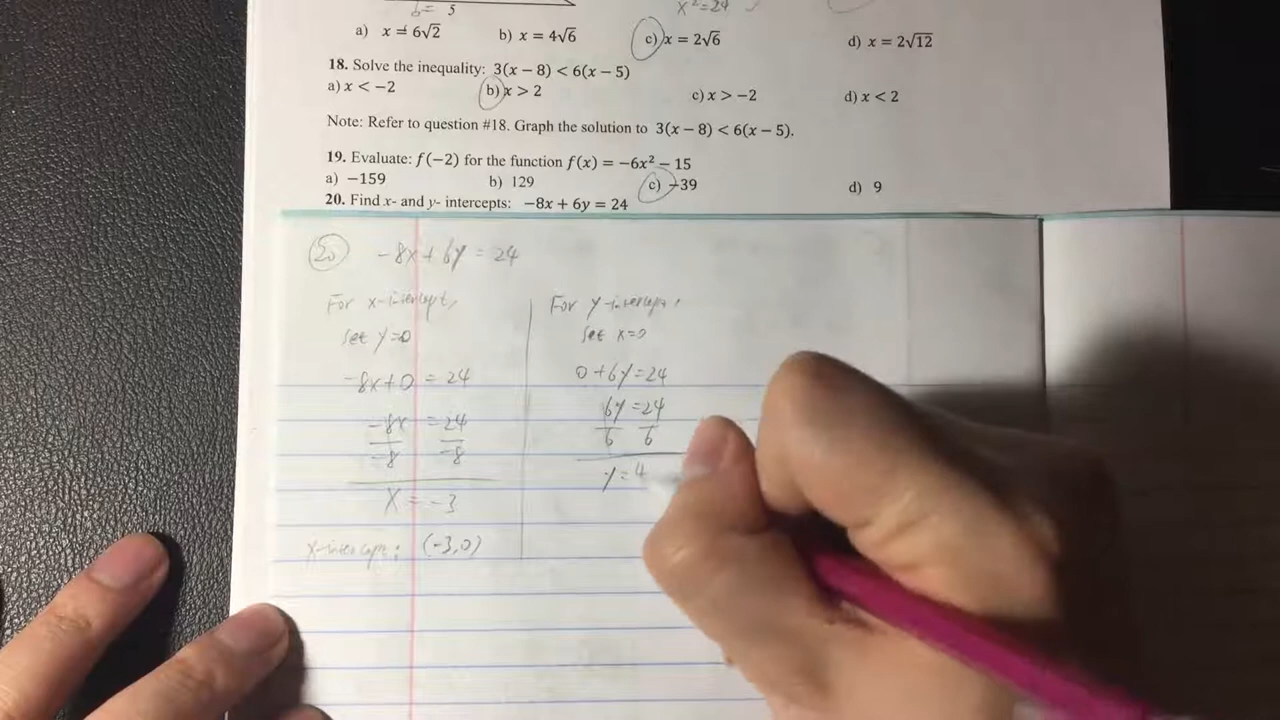 b = 5
x²=24
a) x = 6√2 b) x = 4√6 c) x = 2√6 d) x = 2√12
18. Solve the inequality: 3(x − 8) < 6(x − 5)
a) x < −2 b) x > 2 c) x > −2 d) x < 2
Note: Refer to question #18. Graph the solution to 3(x − 8) < 6(x − 5).
19. Evaluate: f(−2) for the function f(x) = −6x² − 15
a) −159 b) 129 c) −39 d) 9
20. Find x- and y- intercepts: −8x + 6y = 24
20 -8x+6y = 24
For x-intercept,
set y=0
-8x+0 = 24
-8x = 24
-8 -8
x = -3
x-intercept: (-3,0)
For y-intercept,
set x=0
0+6y=24
6y=24
6 6
y=4